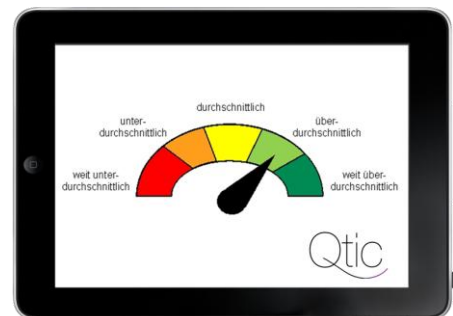 durchschnittlich
unter-
durchschnittlich
über-
durchschnittlich
weit unter-
durchschnittlich
weit über-
durchschnittlich
Qtic